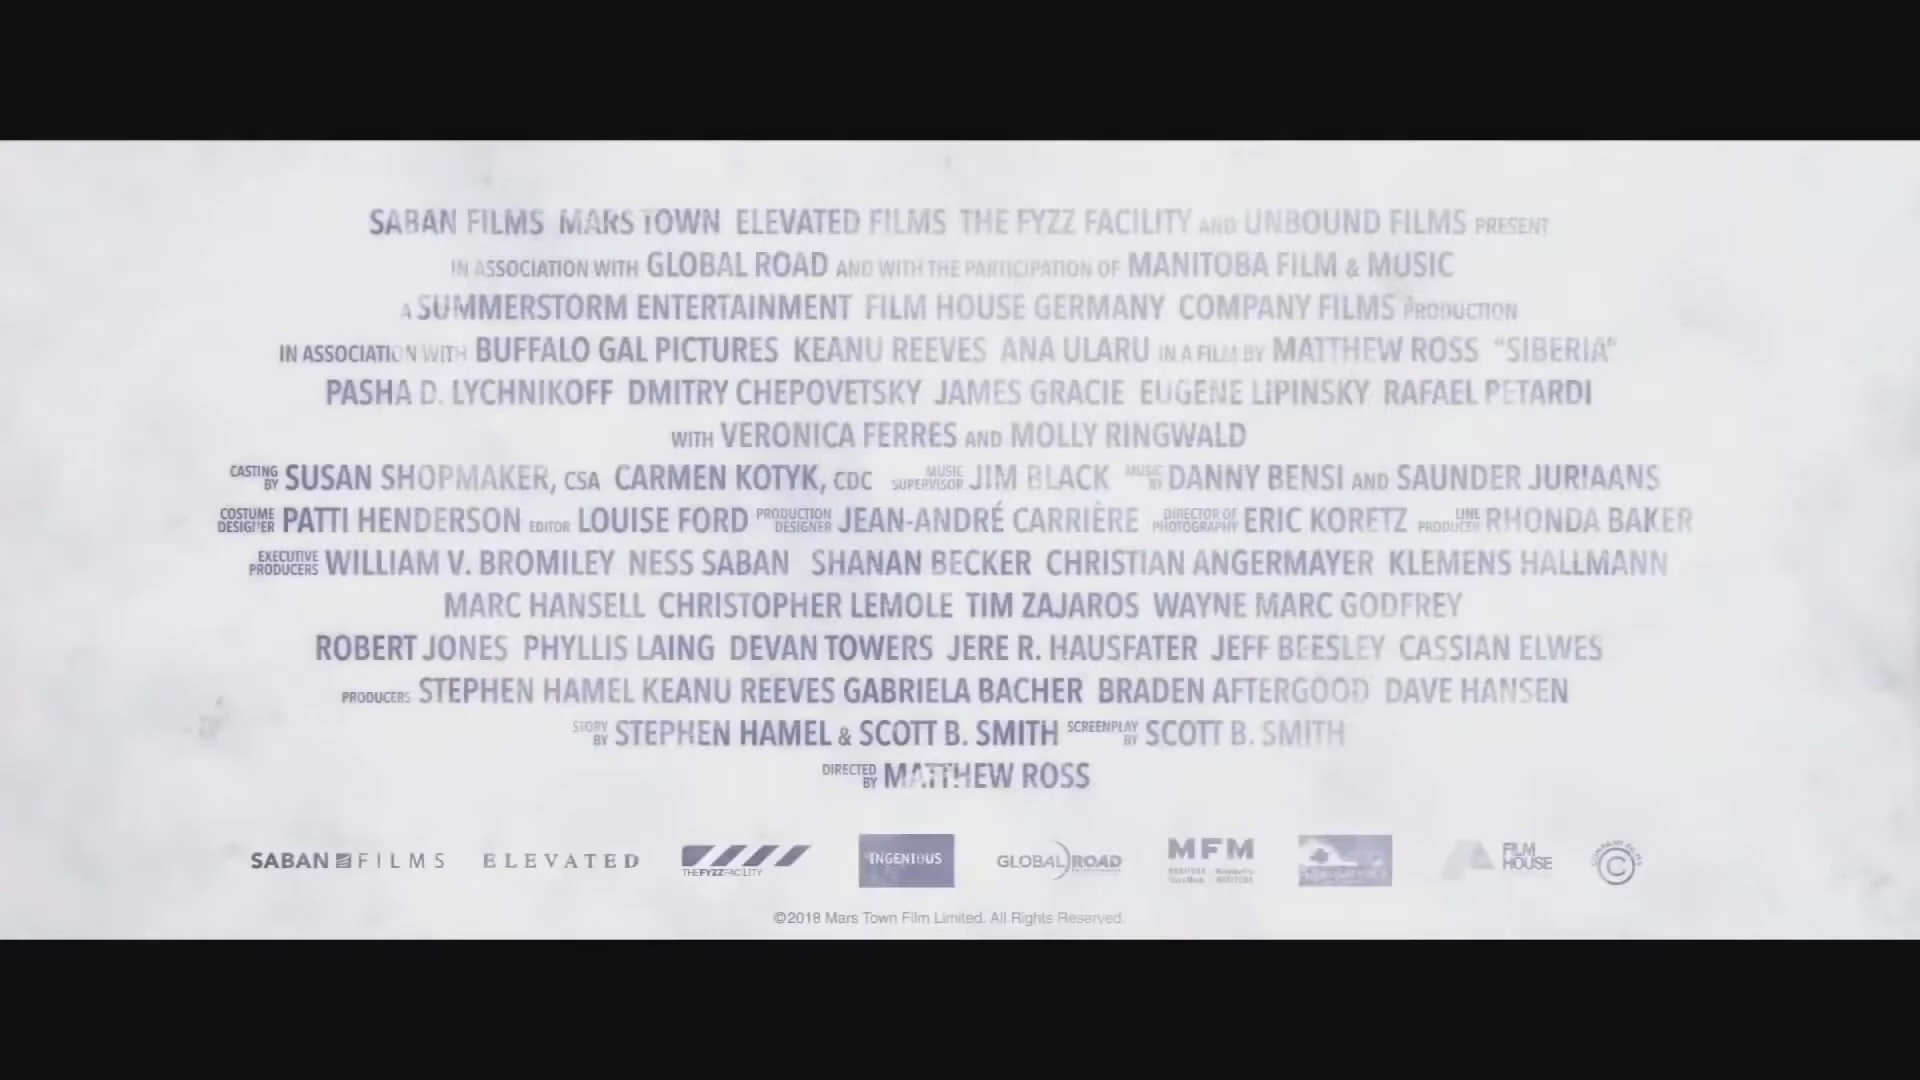 SABAN FILMS MARS TOWN ELEVATED FILMS THE FYZZ FACILITY AND UNBOUND FILMS PRESENT
IN ASSOCIATION WITH GLOBAL ROAD AND WITH THE PARTICIPATION OF MANITOBA FILM & MUSIC
A SUMMERSTORM ENTERTAINMENT FILM HOUSE GERMANY COMPANY FILMS PRODUCTION
IN ASSOCIATION WITH BUFFALO GAL PICTURES KEANU REEVES ANA ULARU IN A FILM BY MATTHEW ROSS "SIBERIA"
PASHA D. LYCHNIKOFF DMITRY CHEPOVETSKY JAMES GRACIE EUGENE LIPINSKY RAFAEL PETARDI
WITH VERONICA FERRES AND MOLLY RINGWALD
CASTING BY SUSAN SHOPMAKER, CSA CARMEN KOTYK, CDC MUSIC SUPERVISOR JIM BLACK MUSIC BY DANNY BENSI AND SAUNDER JURIAANS
COSTUME DESIGNER PATTI HENDERSON EDITOR LOUISE FORD PRODUCTION DESIGNER JEAN-ANDRÉ CARRIÈRE DIRECTOR OF PHOTOGRAPHY ERIC KORETZ LINE PRODUCER RHONDA BAKER
EXECUTIVE PRODUCERS WILLIAM V. BROMILEY NESS SABAN SHANAN BECKER CHRISTIAN ANGERMAYER KLEMENS HALLMANN
MARC HANSELL CHRISTOPHER LEMOLE TIM ZAJAROS WAYNE MARC GODFREY
ROBERT JONES PHYLLIS LAING DEVAN TOWERS JERE R. HAUSFATER JEFF BEESLEY CASSIAN ELWES
PRODUCERS STEPHEN HAMEL KEANU REEVES GABRIELA BACHER BRADEN AFTERGOOD DAVE HANSEN
STORY BY STEPHEN HAMEL & SCOTT B. SMITH SCREENPLAY BY SCOTT B. SMITH
DIRECTED BY MATTHEW ROSS
SABAN FILMS ELEVATED THEFYZZFACILITY INGENIOUS GLOBAL ROAD MFM FILM HOUSE COMPANY FILMS
©2018 Mars Town Film Limited. All Rights Reserved.